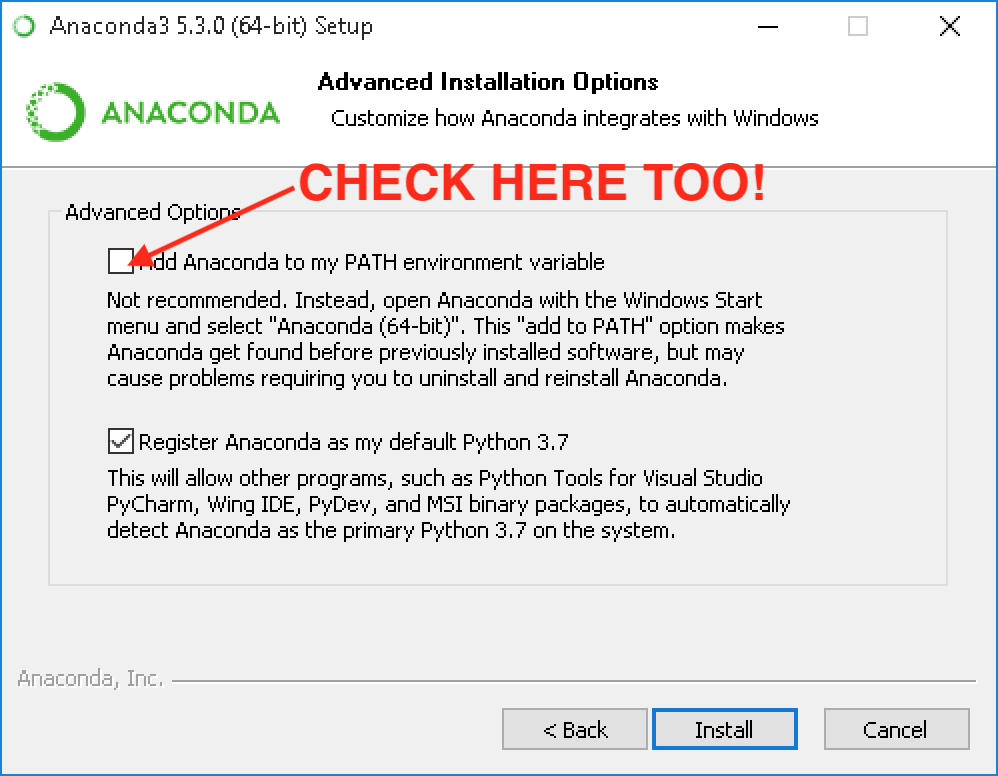 Anaconda3 5.3.0 (64-bit) Setup
ANACONDA
Advanced Installation Options
Customize how Anaconda integrates with Windows
CHECK HERE TOO!
Advanced Options
Add Anaconda to my PATH environment variable
Not recommended. Instead, open Anaconda with the Windows Start
menu and select "Anaconda (64-bit)". This "add to PATH" option makes
Anaconda get found before previously installed software, but may
cause problems requiring you to uninstall and reinstall Anaconda.
Register Anaconda as my default Python 3.7
This will allow other programs, such as Python Tools for Visual Studio
PyCharm, Wing IDE, PyDev, and MSI binary packages, to automatically
detect Anaconda as the primary Python 3.7 on the system.
Anaconda, Inc.
< Back
Install
Cancel